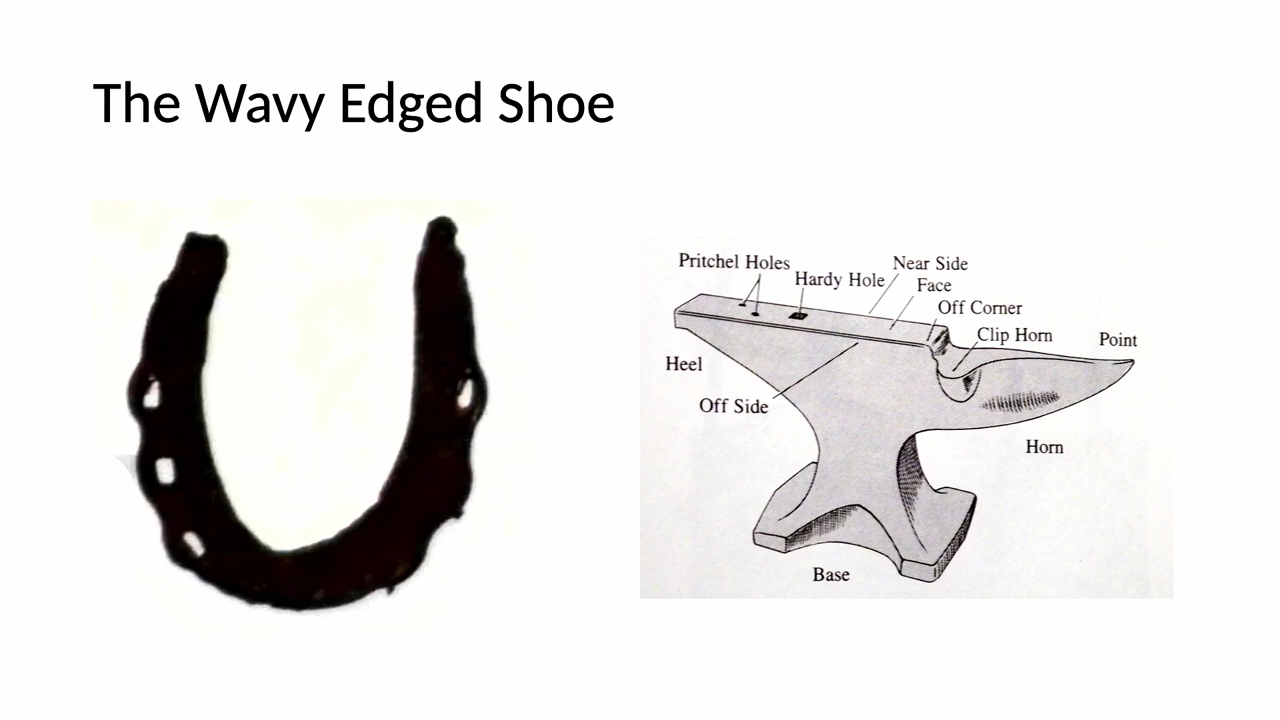 The Wavy Edged Shoe
Pritchel Holes
Hardy Hole
Near Side
Face
Off Corner
Clip Horn
Point
Heel
Off Side
Horn
Base